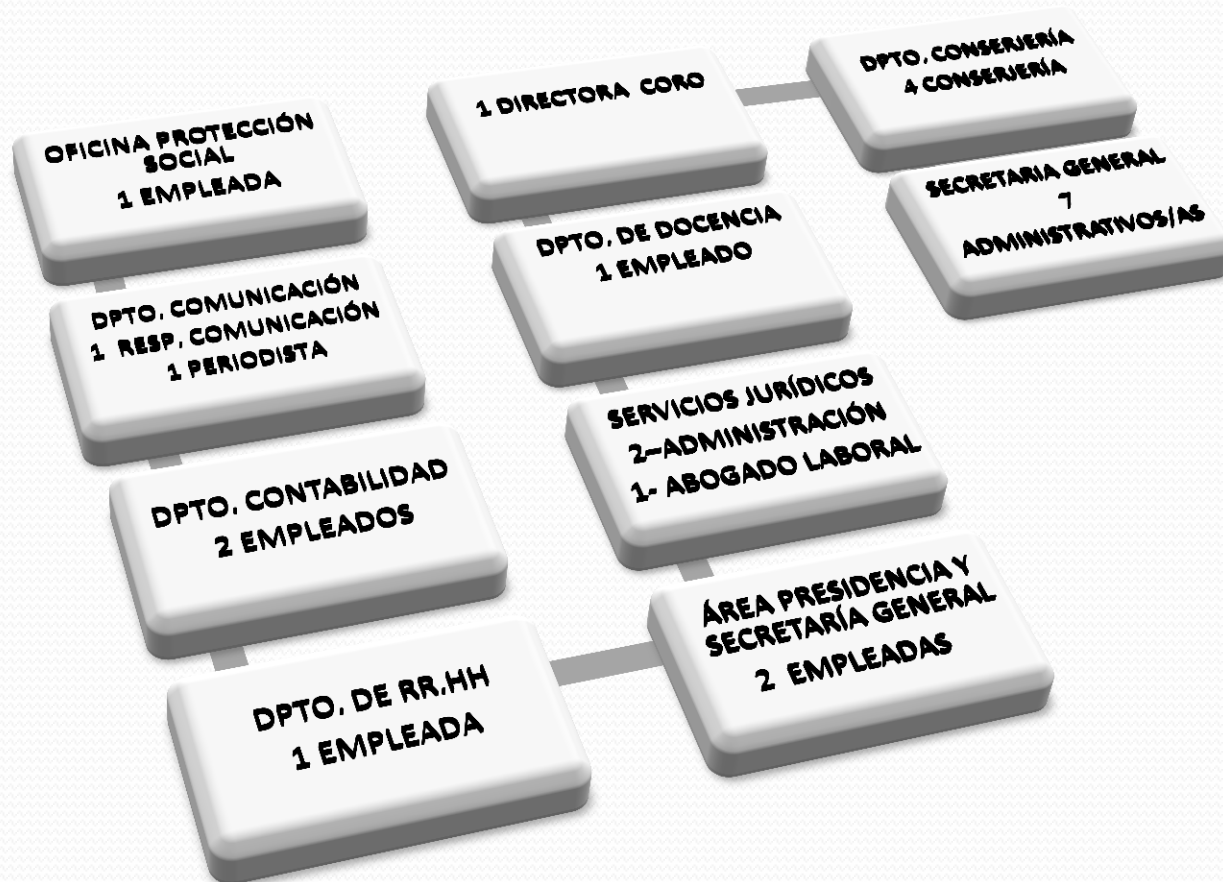 OFICINA PROTECCIÓN
SOCIAL
1 EMPLEADA
DPTO. COMUNICACIÓN
1 RESP. COMUNICACIÓN
1 PERIODISTA
DPTO. CONTABILIDAD
2 EMPLEADOS
DPTO. DE RR.HH
1 EMPLEADA
ÁREA PRESIDENCIA Y
SECRETARÍA GENERAL
2 EMPLEADAS
SERVICIOS JURÍDICOS
2–ADMINISTRACIÓN
1- ABOGADO LABORAL
DPTO. DE DOCENCIA
1 EMPLEADO
1 DIRECTORA CORO
DPTO. CONSERJERÍA
4 CONSERJERÍA
SECRETARIA GENERAL
7
ADMINISTRATIVOS/AS